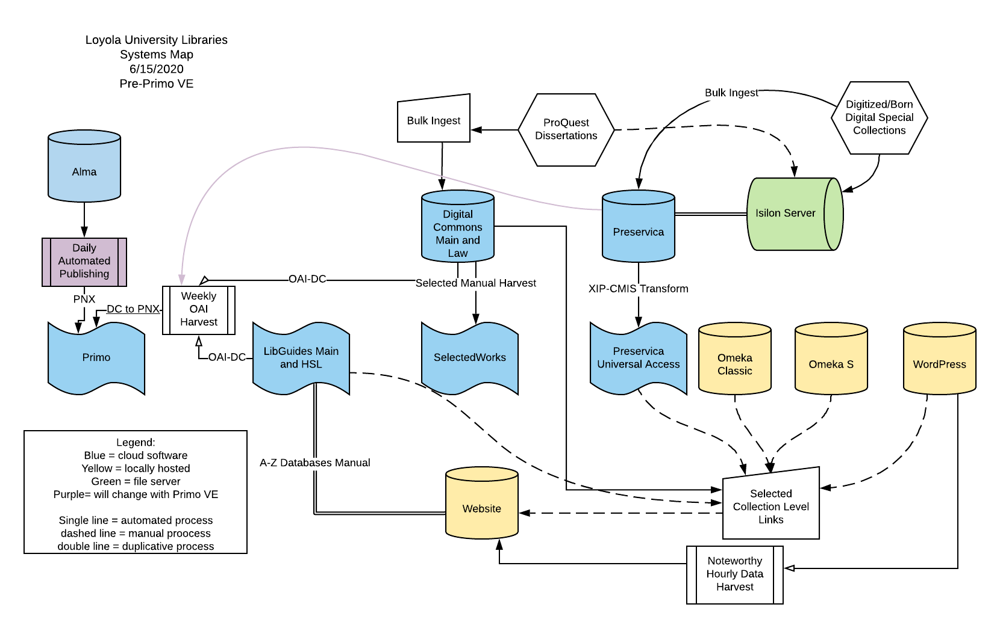 Loyola University Libraries
Systems Map
6/15/2020
Pre-Primo VE
Bulk Ingest
Digitized/Born
Digital Special
Collections
Bulk Ingest
ProQuest
Dissertations
Alma
Isilon Server
Digital
Commons
Main and
Law
Preservica
Daily
Automated
Publishing
OAI-DC
Selected Manual Harvest
XIP-CMIS Transform
PNX
DC to PNX
Weekly
OAI
Harvest
Primo
OAI-DC
LibGuides Main
and HSL
SelectedWorks
Preservica
Universal Access
Omeka
Classic
Omeka S
WordPress
Legend:
Blue = cloud software
Yellow = locally hosted
Green = file server
Purple= will change with Primo VE
Single line = automated process
dashed line = manual proocess
double line = duplicative process
A-Z Databases Manual
Website
Selected
Collection Level
Links
Noteworthy
Hourly Data
Harvest